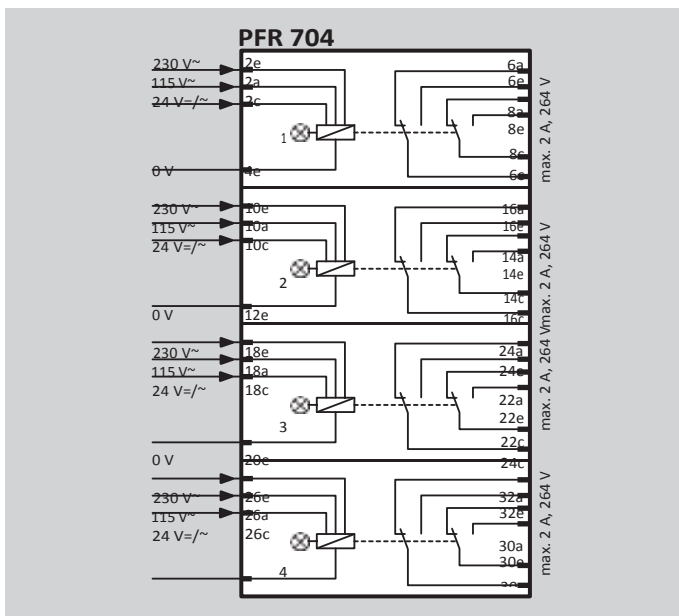 PFR 704
230 V~ 2e 6a
115 V~ 2a 6e
24 V=/~ 2c 8a
8e
1
8c
0 V 4e 6c
max. 2 A, 264 V
230 V~ 10e 16a
115 V~ 10a 16e
24 V=/~ 10c 14a
14e
2
14c
0 V 12e 16c
max. 2 A, 264 V
230 V~ 18e 24a
115 V~ 18a 24e
24 V=/~ 18c 22a
22e
3
22c
0 V 20e 24c
max. 2 A, 264 V
230 V~ 26e 32a
115 V~ 26a 32e
24 V=/~ 26c 30a
30e
4
max. 2 A, 264 V